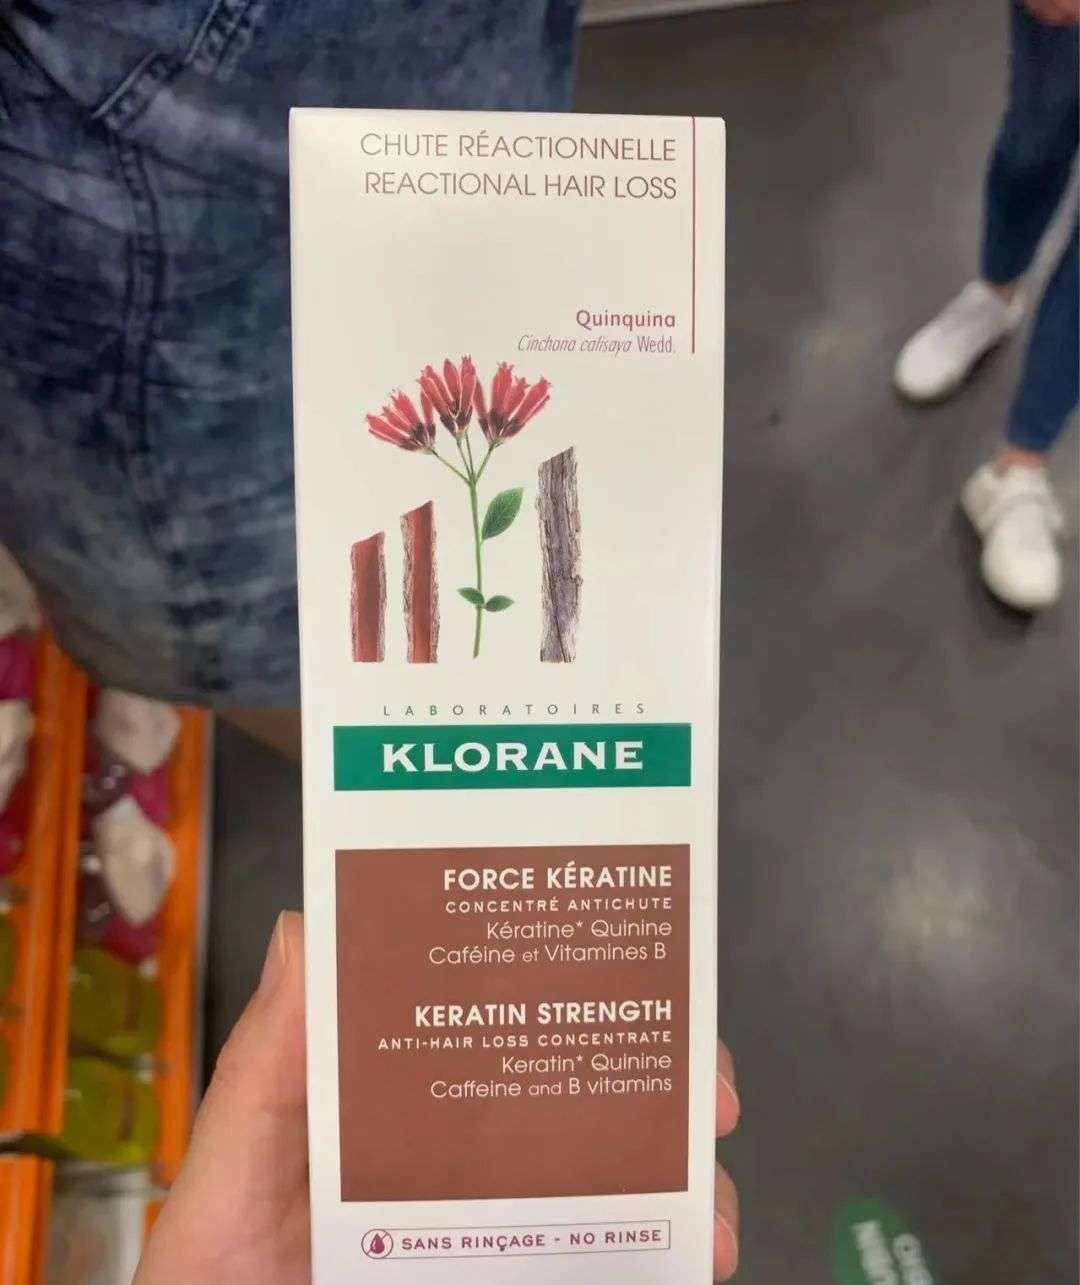 CHUTE RÉACTIONNELLE
REACTIONAL HAIR LOSS
Quinquina
Cinchona calisaya Wedd.
LABORATOIRES
KLORANE
FORCE KÉRATINE
CONCENTRÉ ANTICHUTE
Kératine* Quinine
Caféine et Vitamines B
KERATIN STRENGTH
ANTI-HAIR LOSS CONCENTRATE
Keratin* Quinine
Caffeine and B vitamins
SANS RINÇAGE - NO RINSE